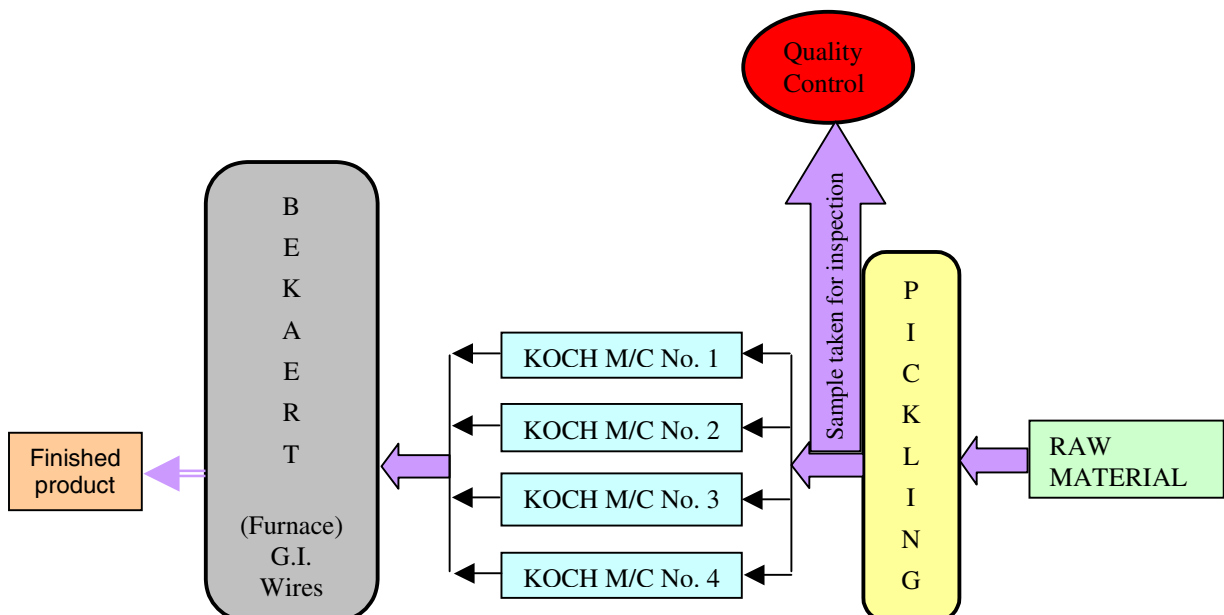 Quality
Control
Sample taken for inspection
B
E
K
A
E
R
T
(Furnace)
G.I.
Wires
P
I
C
K
L
I
N
G
KOCH M/C No. 1
KOCH M/C No. 2
KOCH M/C No. 3
KOCH M/C No. 4
RAW
MATERIAL
Finished
product